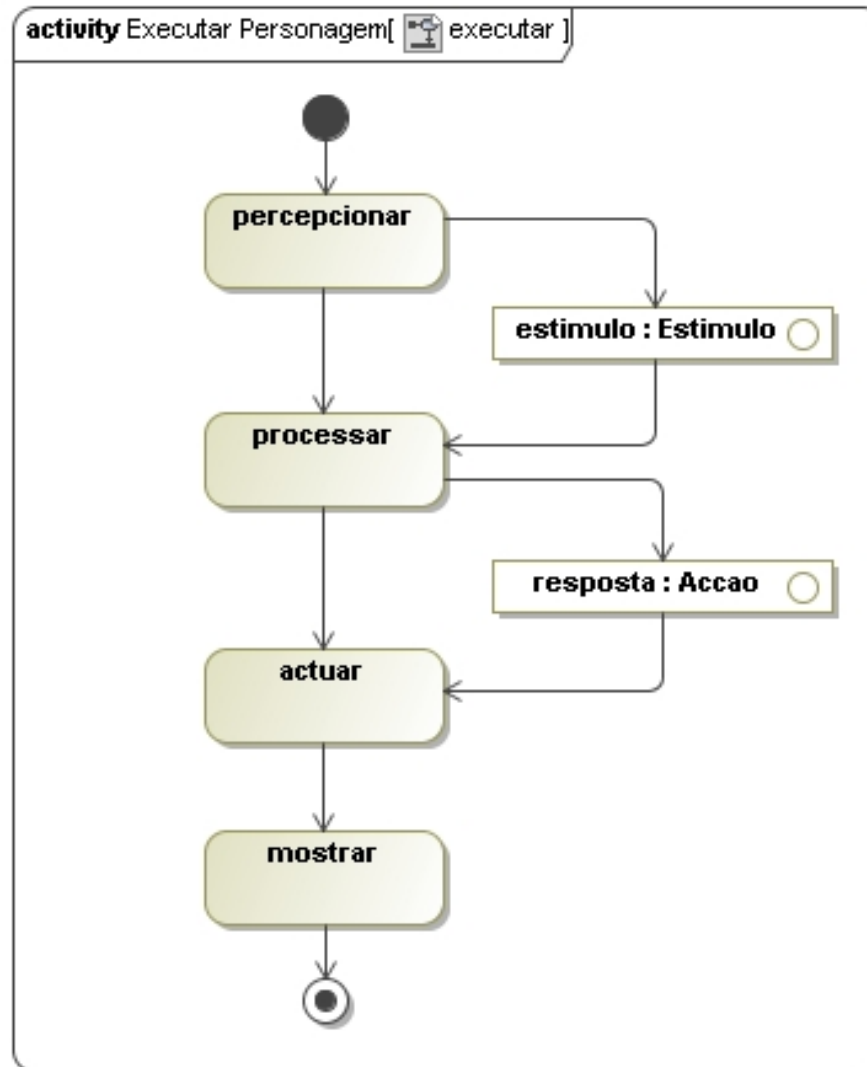 activity Executar Personagem[ executar ]
percepcionar
estimulo : Estimulo
processar
resposta : Accao
actuar
mostrar